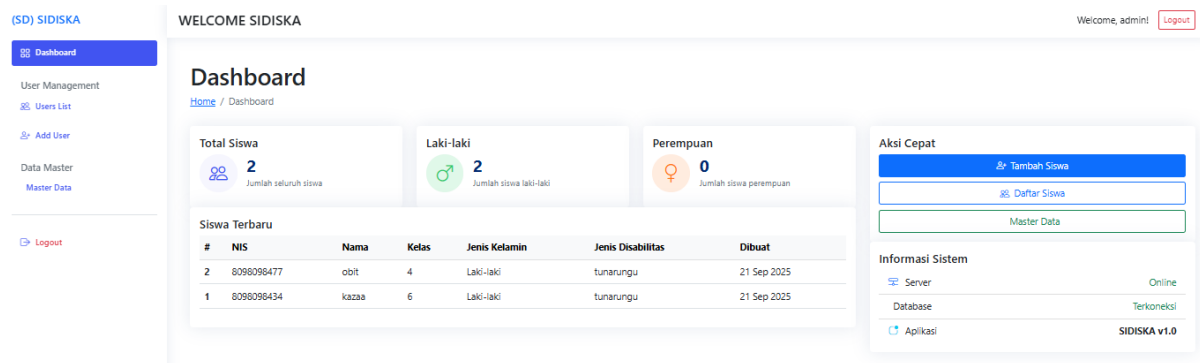 (SD) SIDISKA
WELCOME SIDISKA
Welcome, admin!
Logout
Dashboard
User Management
Users List
Add User
Data Master
Master Data
Logout
Dashboard
Home / Dashboard
Total Siswa
2
Jumlah seluruh siswa
Laki-laki
2
Jumlah siswa laki-laki
Perempuan
0
Jumlah siswa perempuan
Siswa Terbaru
# NIS Nama Kelas Jenis Kelamin Jenis Disabilitas Dibuat
2 8098098477 obit 4 Laki-laki tunarungu 21 Sep 2025
1 8098098434 kazaa 6 Laki-laki tunarungu 21 Sep 2025
Aksi Cepat
Tambah Siswa
Daftar Siswa
Master Data
Informasi Sistem
Server Online
Database Terkoneksi
Aplikasi SIDISKA v1.0